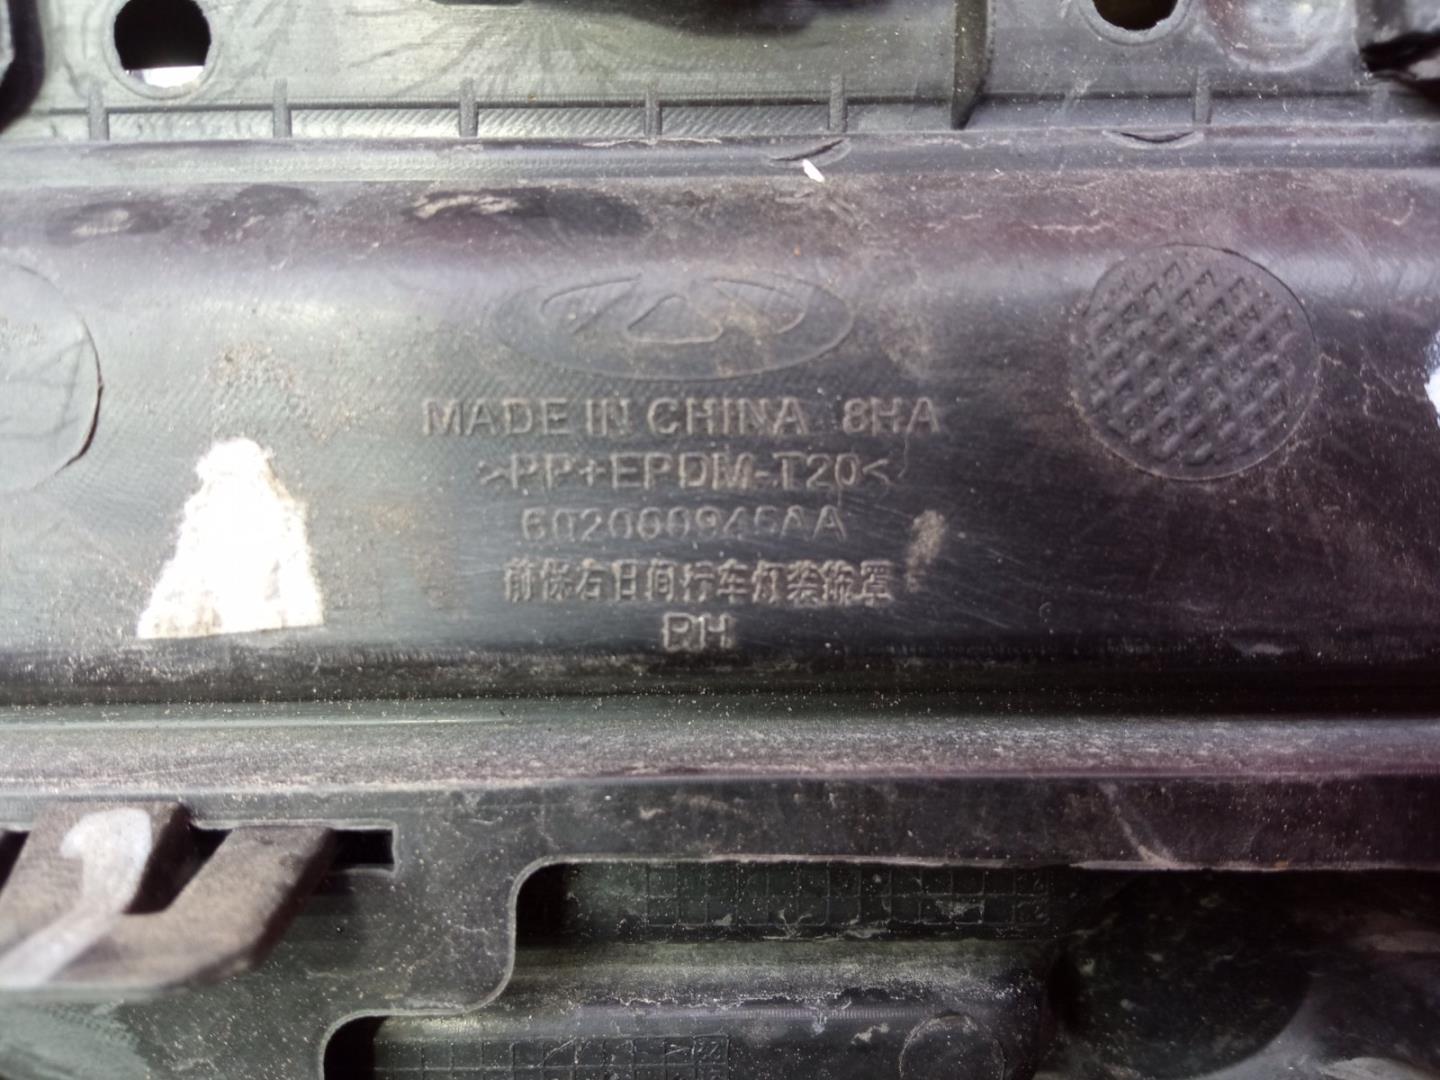 MADE IN CHINA 8HA
>PP+EPDM-T20<
602000946AA
前保右日间行车灯装饰罩
RH